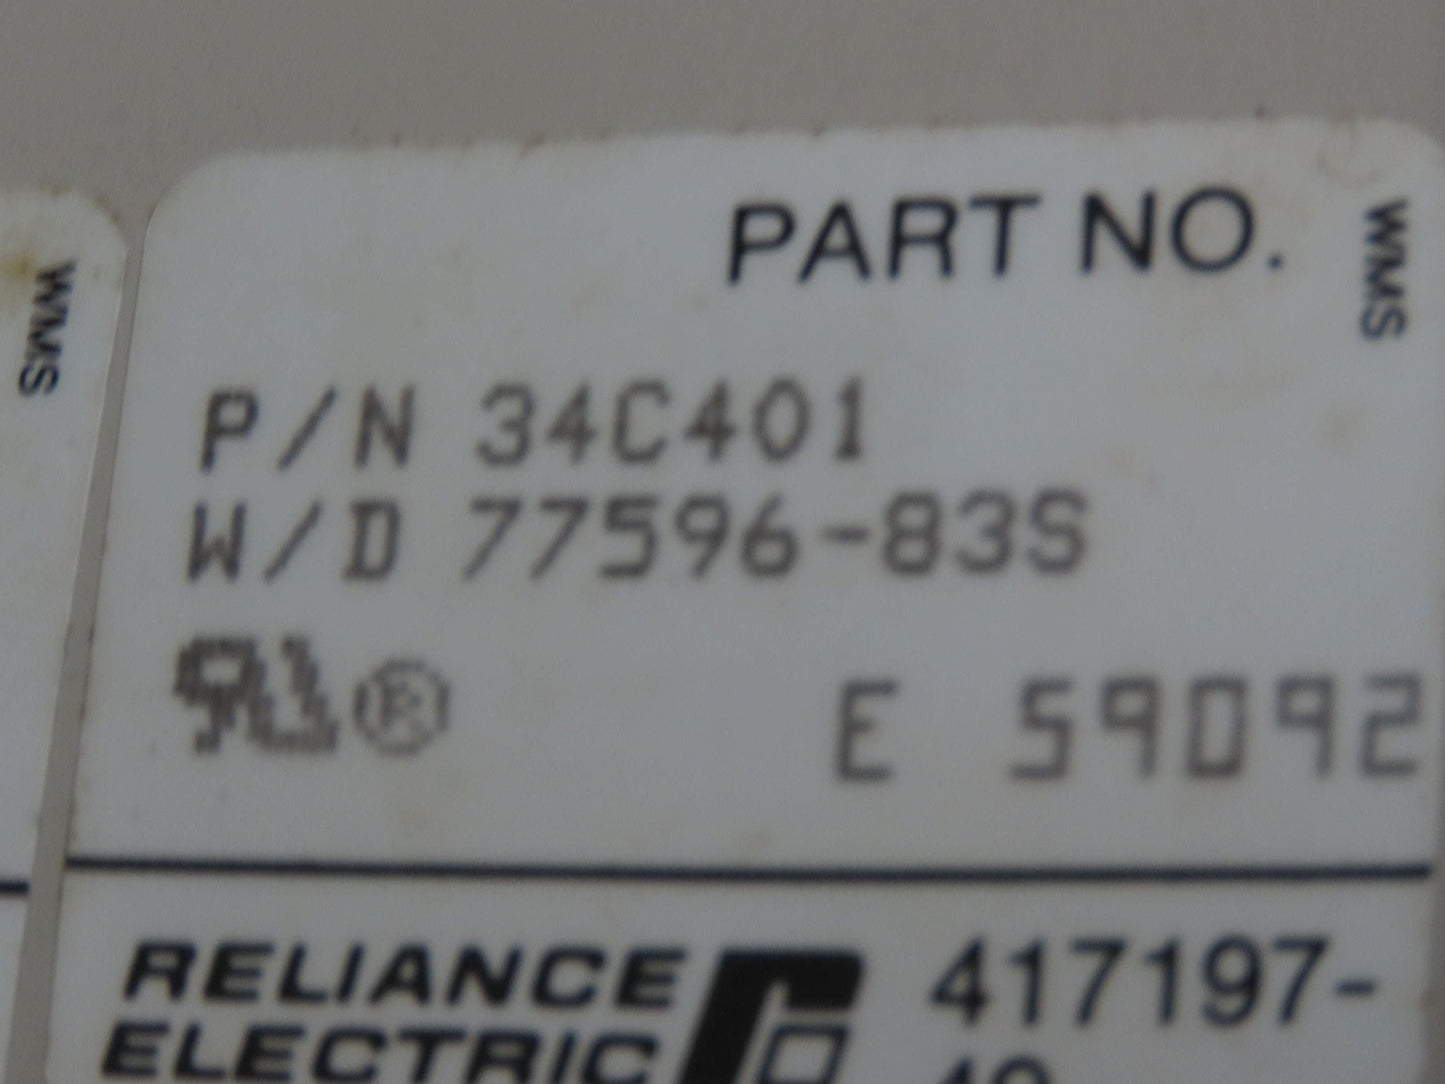 PART NO.
WMS
WMS
P/N 34C401
W/D 77596-83S
R
E 59092
RELIANCE
ELECTRIC
417197-